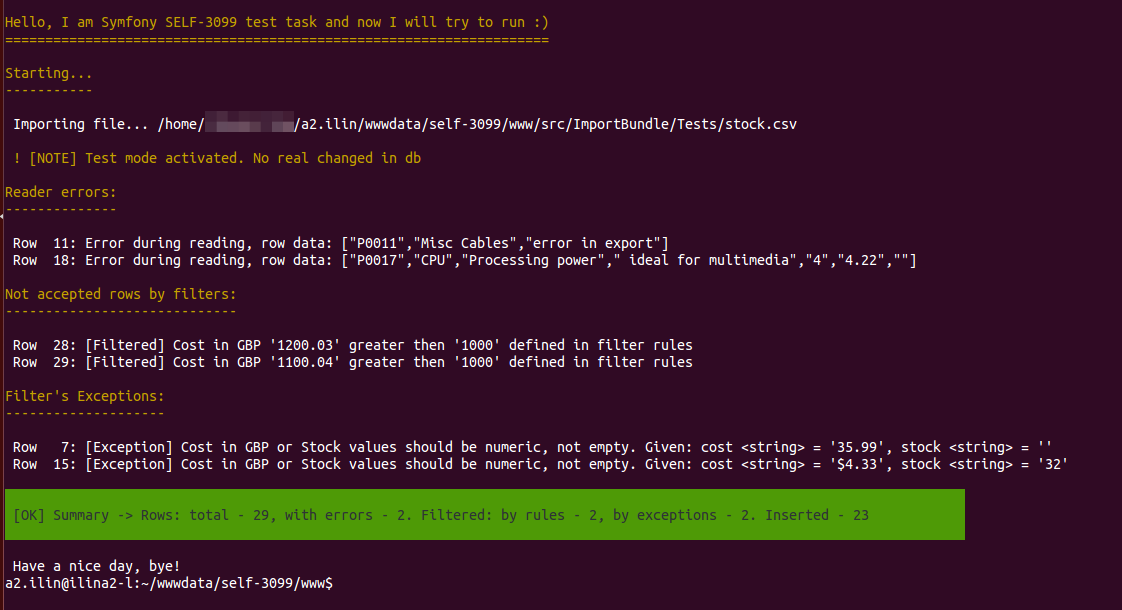 Hello, I am Symfony SELF-3099 test task and now I will try to run :)
====================================================================
Starting...
-----------
Importing file... /home/ /a2.ilin/wwwdata/self-3099/www/src/ImportBundle/Tests/stock.csv
! [NOTE] Test mode activated. No real changed in db
Reader errors:
--------------
Row  11: Error during reading, row data: ["P0011","Misc Cables","error in export"]
Row  18: Error during reading, row data: ["P0017","CPU","Processing power"," ideal for multimedia","4","4.22",""]
Not accepted rows by filters:
-----------------------------
Row  28: [Filtered] Cost in GBP '1200.03' greater then '1000' defined in filter rules
Row  29: [Filtered] Cost in GBP '1100.04' greater then '1000' defined in filter rules
Filter's Exceptions:
--------------------
Row   7: [Exception] Cost in GBP or Stock values should be numeric, not empty. Given: cost <string> = '35.99', stock <string> = ''
Row  15: [Exception] Cost in GBP or Stock values should be numeric, not empty. Given: cost <string> = '$4.33', stock <string> = '32'
[OK] Summary -> Rows: total - 29, with errors - 2. Filtered: by rules - 2, by exceptions - 2. Inserted - 23
Have a nice day, bye!
a2.ilin@ilina2-l:~/wwwdata/self-3099/www$